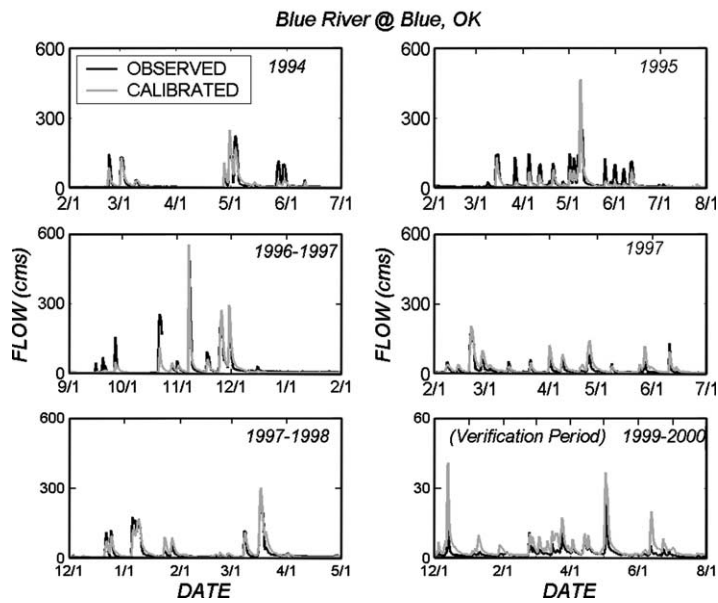 Blue River @ Blue, OK
600
300
0
OBSERVED
CALIBRATED
1994
2/1 3/1 4/1 5/1 6/1 7/1
600
300
0
1995
2/1 4/1 5/1 7/1 8/1
FLOW (cms)
600
300
0
1996-1997
9/1 10/1 11/1 12/1 1/1 2/1
FLOW (cms)
600
300
0
1997
2/1 3/1 4/1 5/1 6/1 7/1
600
300
0
1997-1998
12/1 1/1 2/1 3/1 4/1 5/1
DATE
60
30
0
(Verification Period) 1999-2000
12/1 2/1 4/1 6/1 8/1
DATE